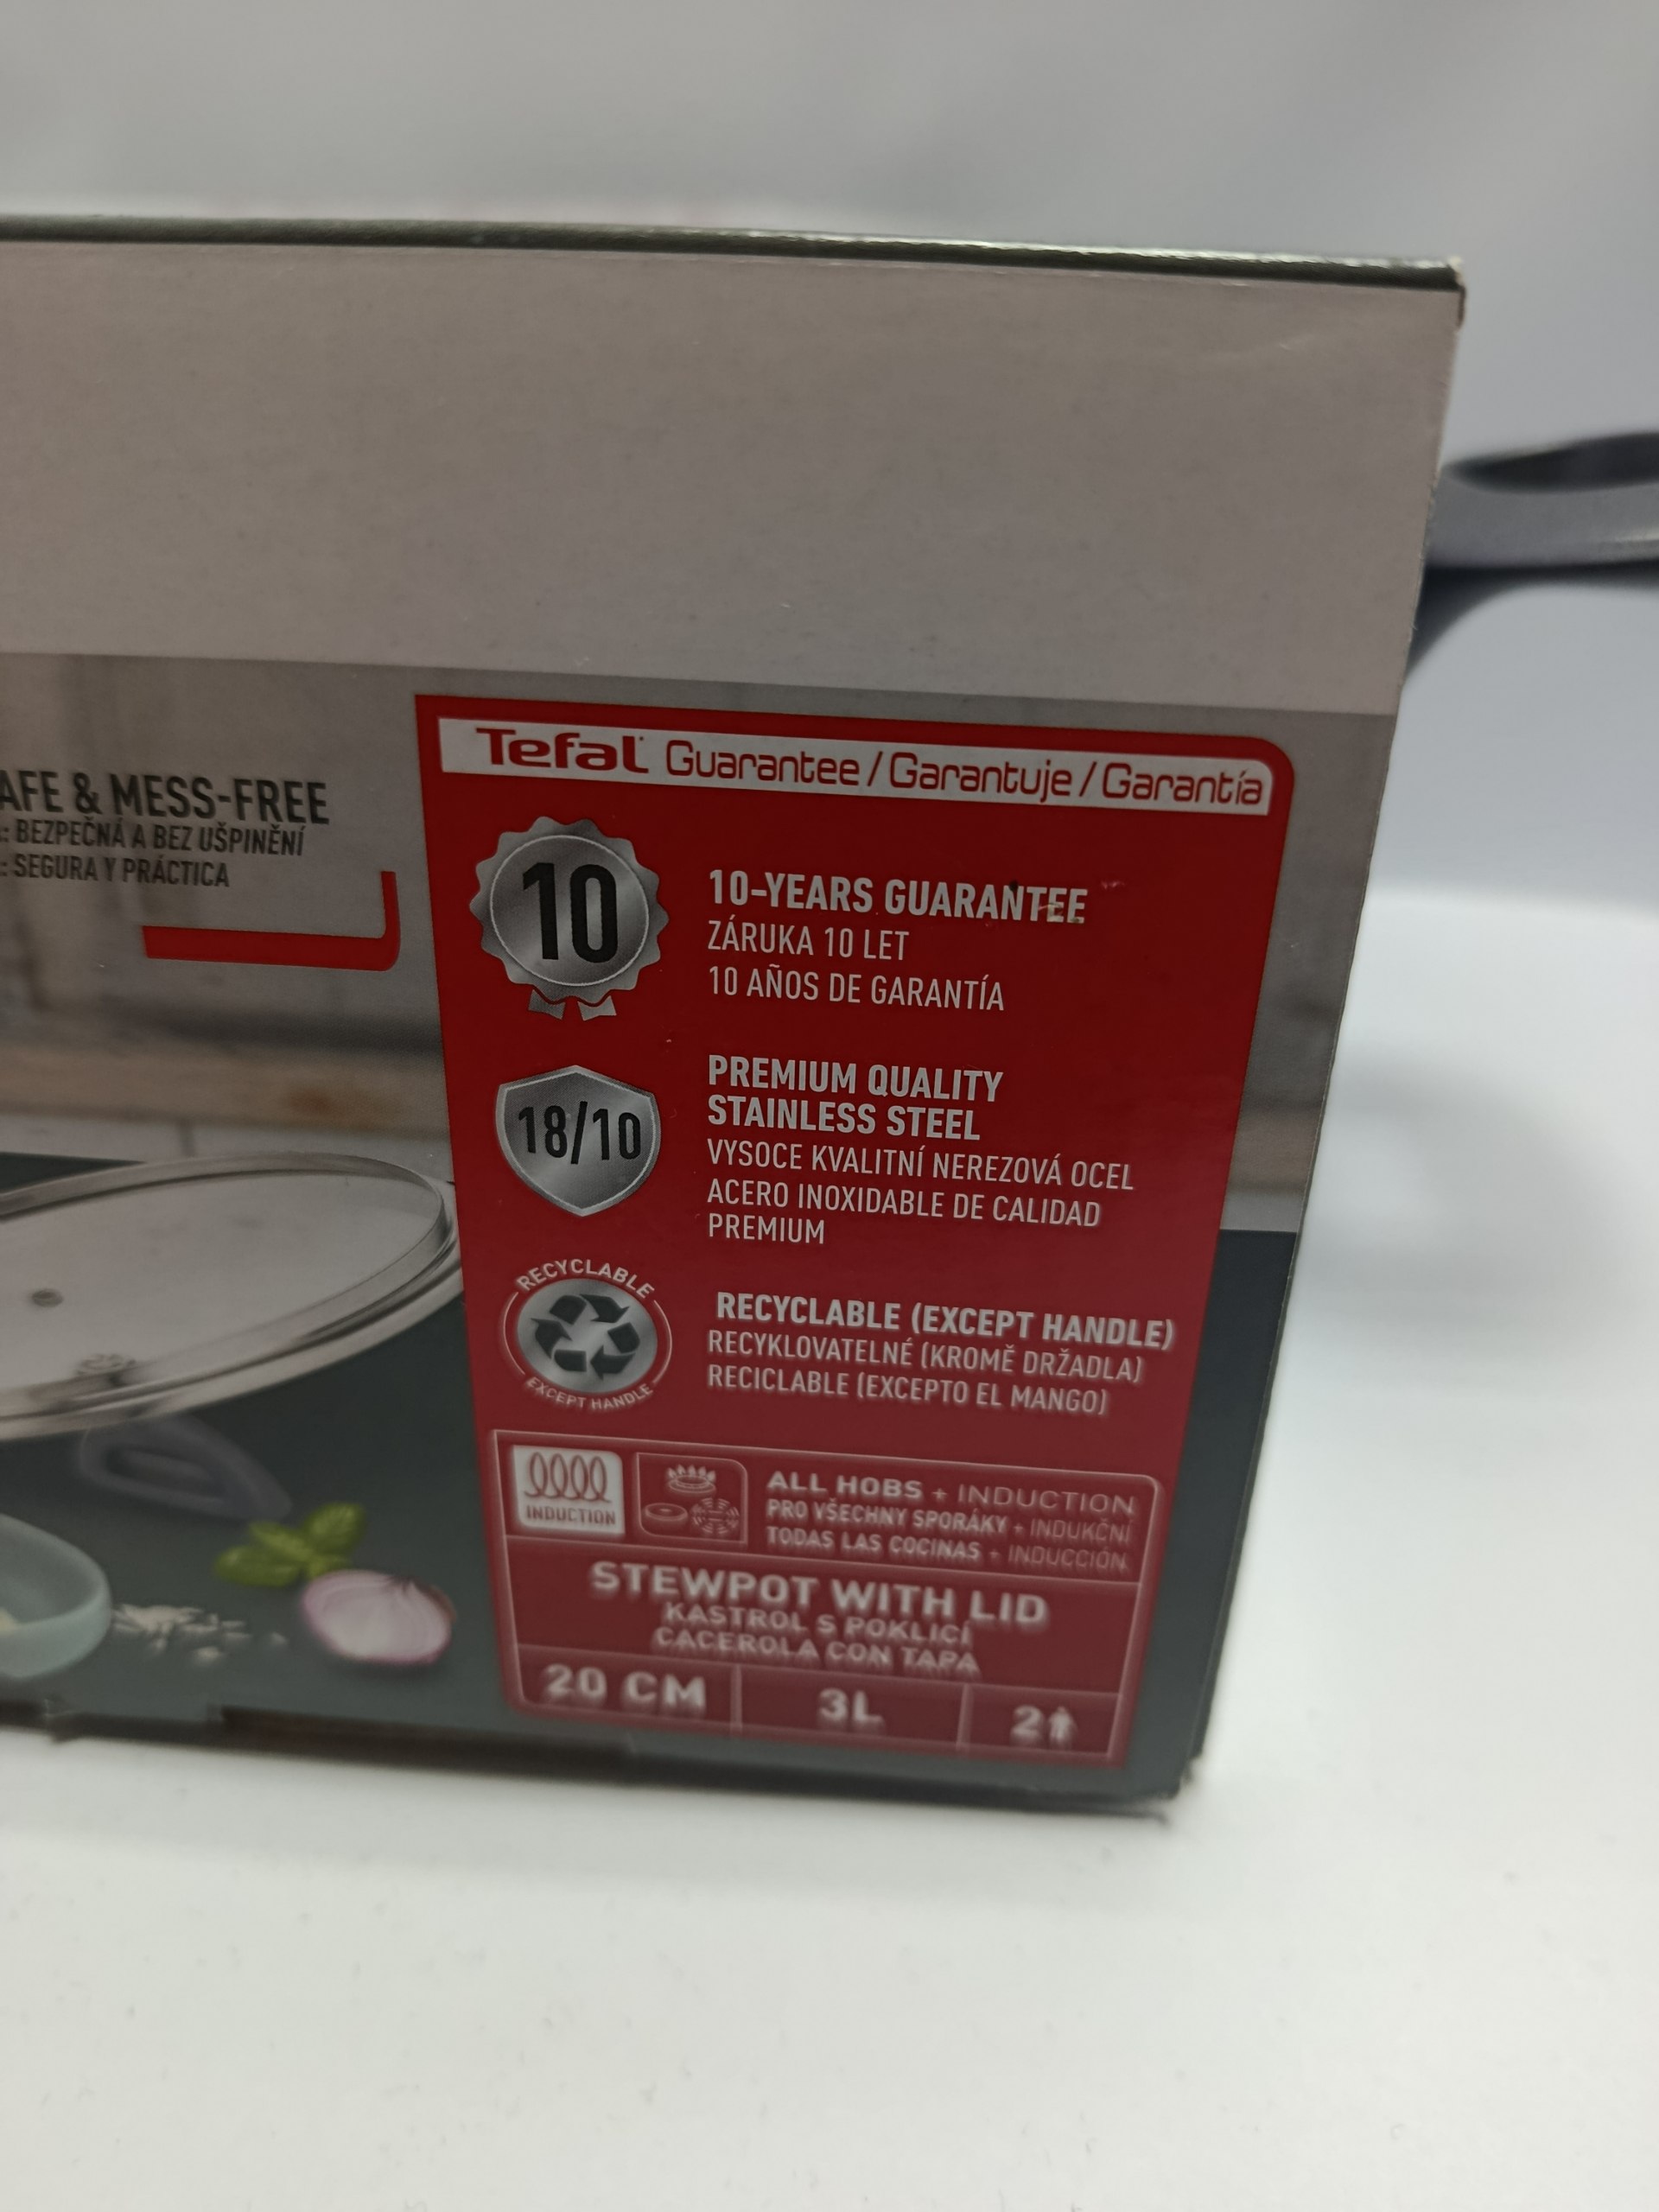 AFE & MESS-FREE
: BEZPEČNÁ A BEZ UŠPINĚNÍ
: SEGURA Y PRÁCTICA
Tefal Guarantee / Garantuje / Garantía
10
10-YEARS GUARANTEE
ZÁRUKA 10 LET
10 AÑOS DE GARANTÍA
18/10
PREMIUM QUALITY
STAINLESS STEEL
VYSOCE KVALITNÍ NEREZOVÁ OCEL
ACERO INOXIDABLE DE CALIDAD
PREMIUM
RECYCLABLE
EXCEPT HANDLE
RECYCLABLE (EXCEPT HANDLE)
RECYKLOVATELNÉ (KROMĚ DRŽADLA)
RECICLABLE (EXCEPTO EL MANGO)
INDUCTION
ALL HOBS + INDUCTION
PRO VŠECHNY SPORÁKY + INDUKČNÍ
TODAS LAS COCINAS + INDUCCIÓN
STEWPOT WITH LID
KASTROL S POKLICÍ
CACEROLA CON TAPA
20 CM
3L
2